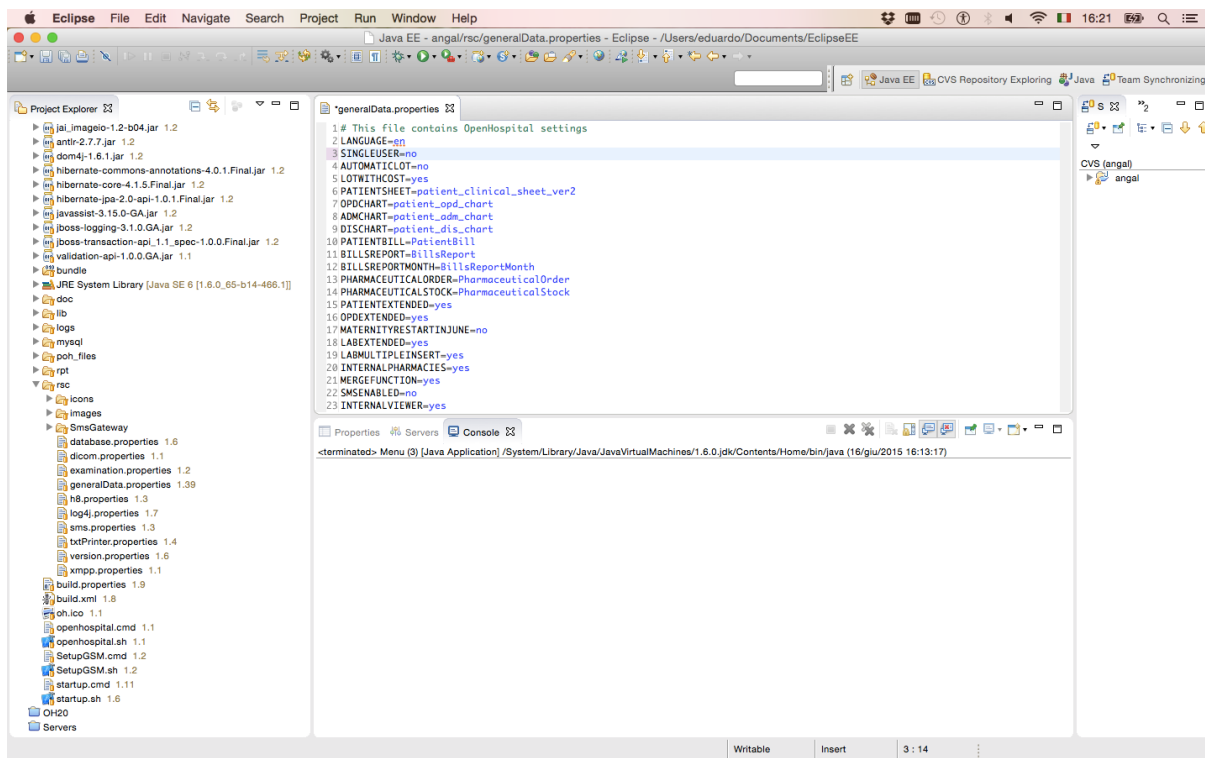 Eclipse File Edit Navigate Search Project Run Window Help 16:21
Java EE - angal/rsc/generalData.properties - Eclipse - /Users/eduardo/Documents/EclipseEE
Java EE CVS Repository Exploring Java Team Synchronizing
Project Explorer
jai_imageio-1.2-b04.jar 1.2
antlr-2.7.7.jar 1.2
dom4j-1.6.1.jar 1.2
hibernate-commons-annotations-4.0.1.Final.jar 1.2
hibernate-core-4.1.5.Final.jar 1.2
hibernate-jpa-2.0-api-1.0.1.Final.jar 1.2
javassist-3.15.0-GA.jar 1.2
jboss-logging-3.1.0.GA.jar 1.2
jboss-transaction-api_1.1_spec-1.0.0.Final.jar 1.2
validation-api-1.0.0.GA.jar 1.1
bundle
JRE System Library [Java SE 6 [1.6.0_65-b14-466.1]]
doc
lib
logs
mysql
poh_files
rpt
rsc
icons
images
SmsGateway
database.properties 1.6
dicom.properties 1.1
examination.properties 1.2
generalData.properties 1.39
h8.properties 1.3
log4j.properties 1.7
sms.properties 1.3
txtPrinter.properties 1.4
version.properties 1.6
xmpp.properties 1.1
build.properties 1.9
build.xml 1.8
oh.ico 1.1
openhospital.cmd 1.1
openhospital.sh 1.1
SetupGSM.cmd 1.2
SetupGSM.sh 1.2
startup.cmd 1.11
startup.sh 1.6
OH20
Servers
*generalData.properties
1 # This file contains OpenHospital settings
2 LANGUAGE=en
3 SINGLEUSER=no
4 AUTOMATICLOT=no
5 LOTWITHCOST=yes
6 PATIENTSHEET=patient_clinical_sheet_ver2
7 OPDCHART=patient_opd_chart
8 ADMCHART=patient_adm_chart
9 DISCHART=patient_dis_chart
10 PATIENTBILL=PatientBill
11 BILLSREPORT=BillsReport
12 BILLSREPORTMONTH=BillsReportMonth
13 PHARMACEUTICALORDER=PharmaceuticalOrder
14 PHARMACEUTICALSTOCK=PharmaceuticalStock
15 PATIENTEXTENDED=yes
16 OPDEXTENDED=yes
17 MATERNITYRESTARTINJUNE=no
18 LABEXTENDED=yes
19 LABMULTIPLEINSERT=yes
20 INTERNALPHARMACIES=yes
21 MERGEFUNCTION=yes
22 SMSENABLED=no
23 INTERNALVIEWER=yes
Properties Servers Console
<terminated> Menu (3) [Java Application] /System/Library/Java/JavaVirtualMachines/1.6.0.jdk/Contents/Home/bin/java (16/giu/2015 16:13:17)
S »2
CVS (angal)
angal
Writable Insert 3 : 14